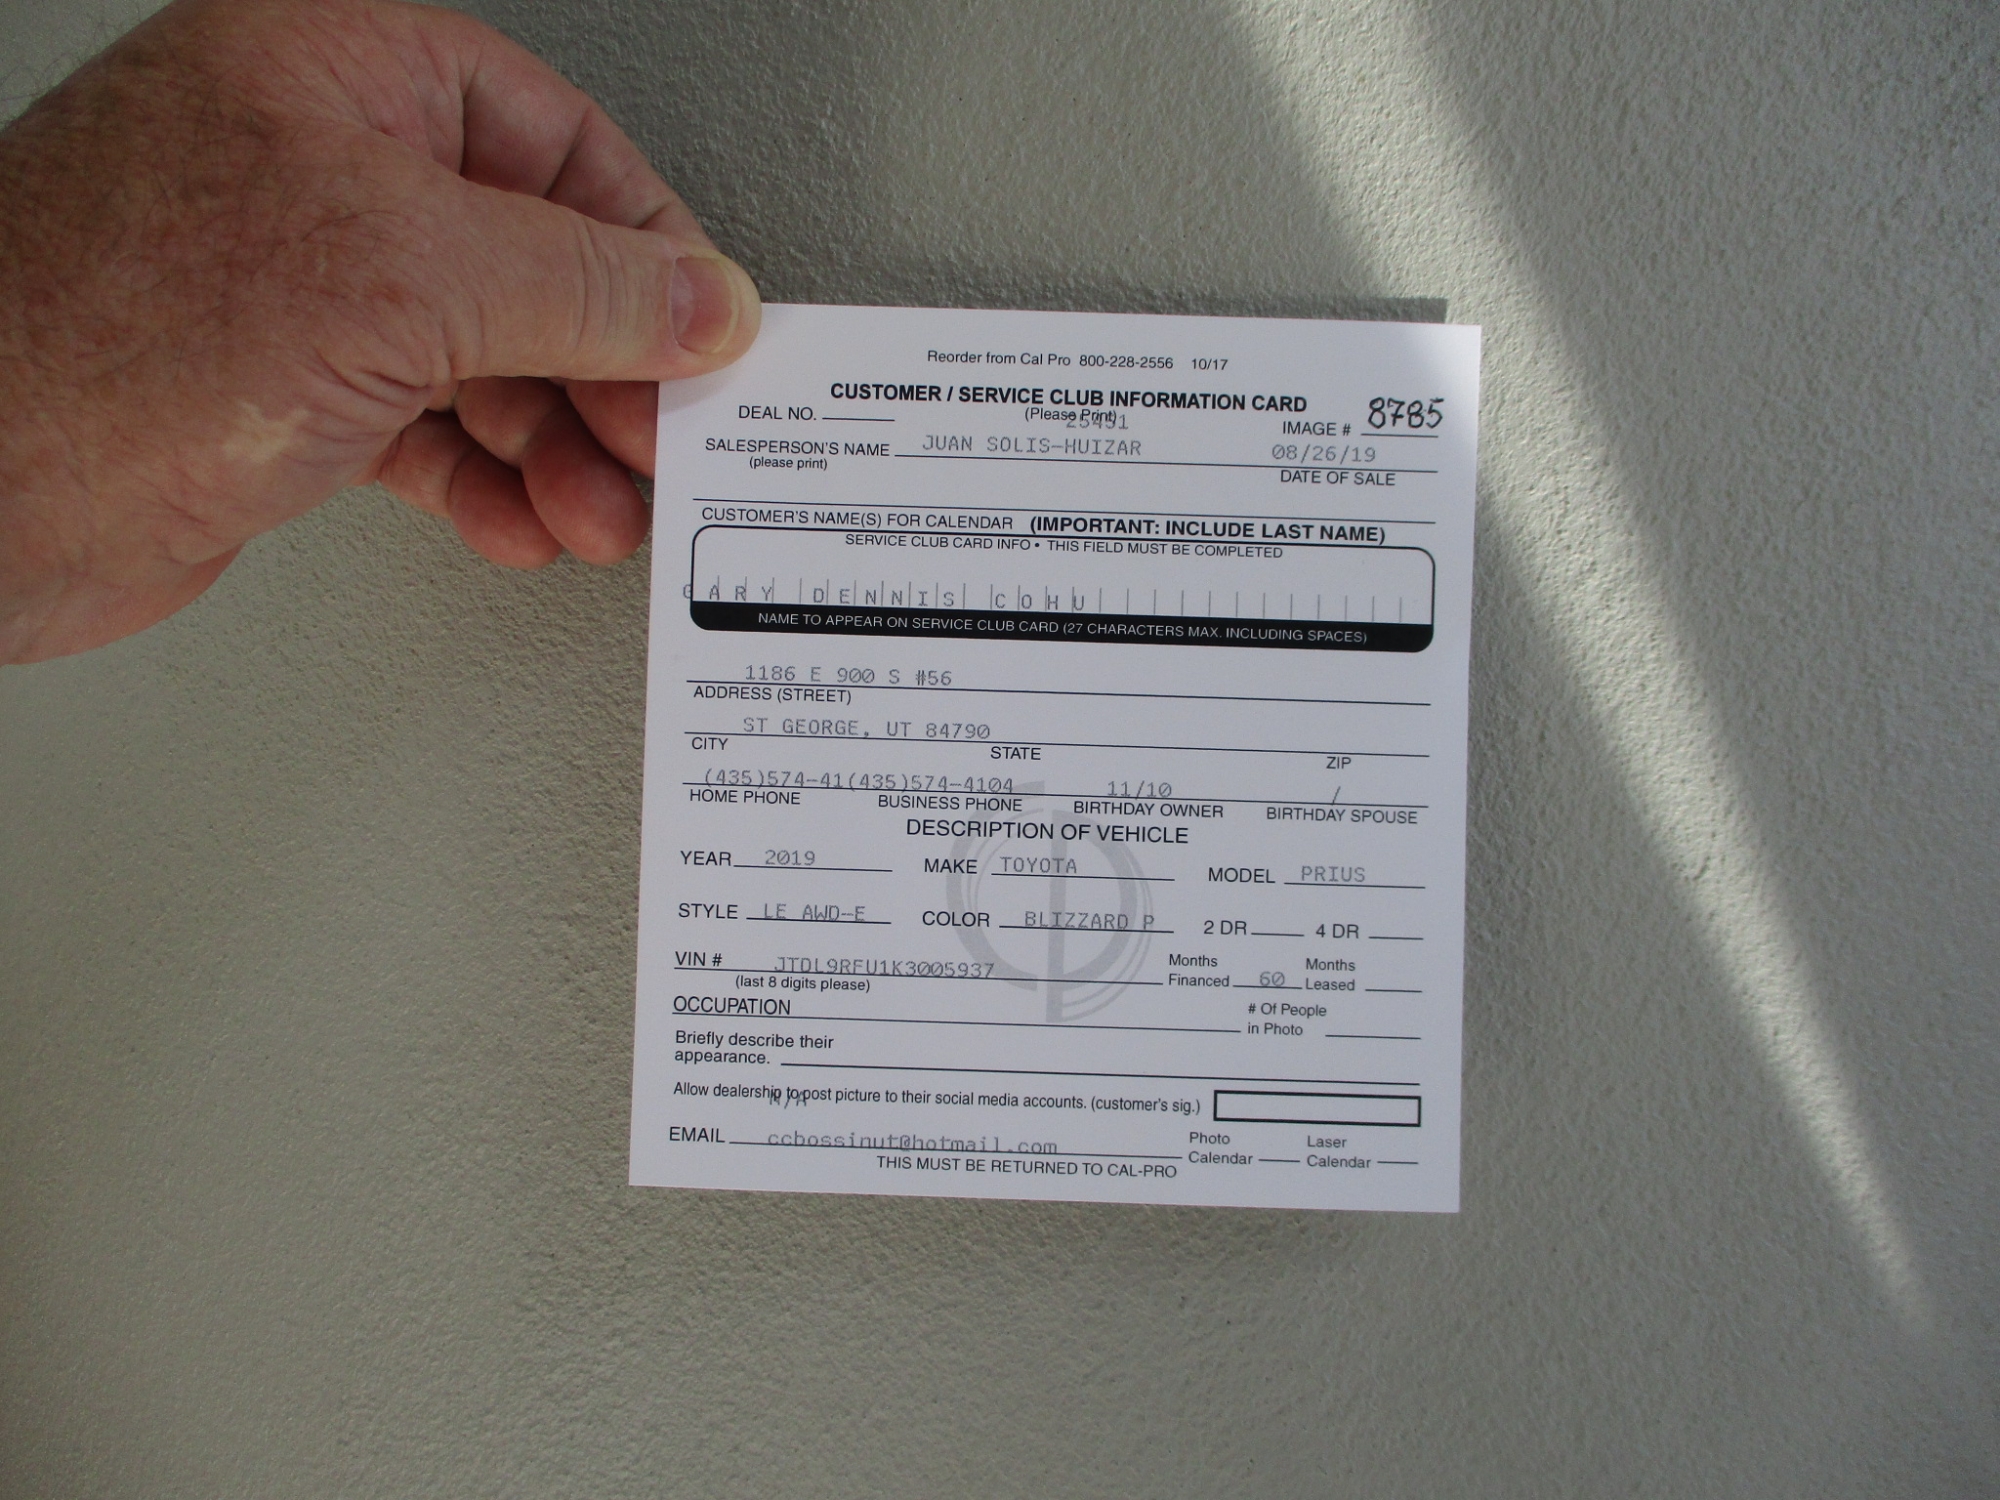 Reorder from Cal Pro 800-228-2556 10/17
CUSTOMER / SERVICE CLUB INFORMATION CARD
DEAL NO. (Please Print) 25491 IMAGE # 8785
SALESPERSON'S NAME JUAN SOLIS-HUIZAR 08/26/19
(please print) DATE OF SALE
CUSTOMER'S NAME(S) FOR CALENDAR (IMPORTANT: INCLUDE LAST NAME)
SERVICE CLUB CARD INFO • THIS FIELD MUST BE COMPLETED
GARY DENNIS COHU
NAME TO APPEAR ON SERVICE CLUB CARD (27 CHARACTERS MAX. INCLUDING SPACES)
1186 E 900 S #56
ADDRESS (STREET)
ST GEORGE, UT 84790
CITY STATE ZIP
(435)574-41(435)574-4104 11/10 /
HOME PHONE BUSINESS PHONE BIRTHDAY OWNER BIRTHDAY SPOUSE
DESCRIPTION OF VEHICLE
YEAR 2019 MAKE TOYOTA MODEL PRIUS
STYLE LE AWD-E COLOR BLIZZARD P 2 DR 4 DR
VIN # JTDL9RFU1K3005937 Months Financed 60 Months Leased
(last 8 digits please)
OCCUPATION # Of People in Photo
Briefly describe their
appearance.
Allow dealership to post picture to their social media accounts. (customer's sig.)
N/A
EMAIL ccbossinut@hotmail.com Photo Calendar Laser Calendar
THIS MUST BE RETURNED TO CAL-PRO